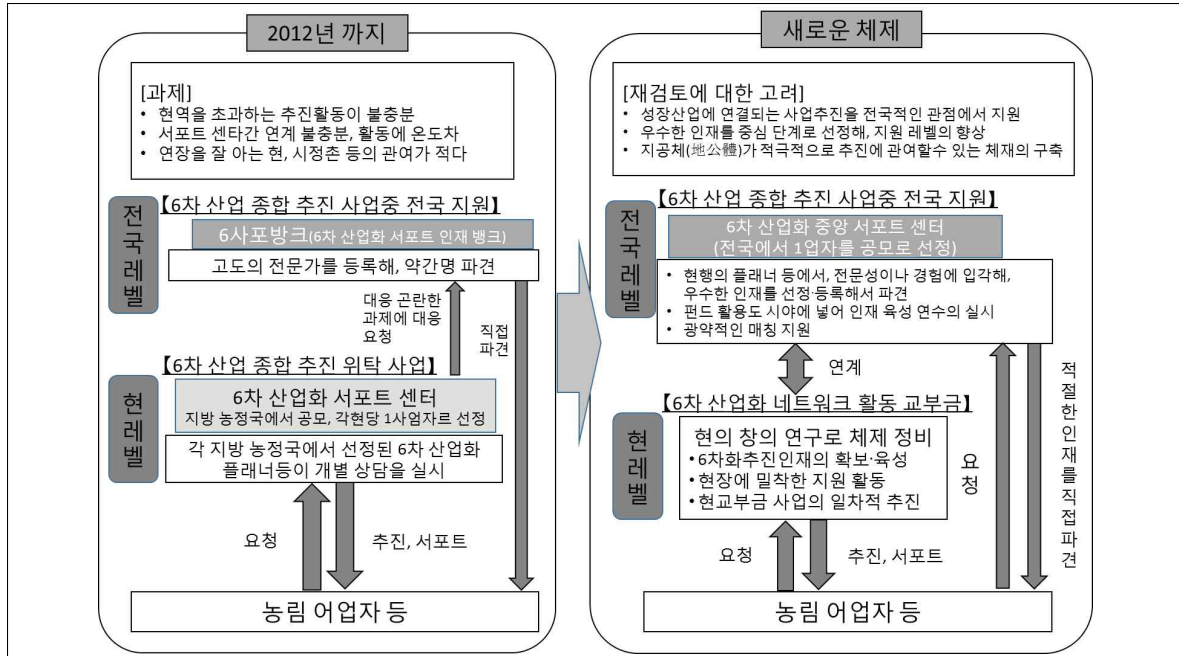 2012년 까지
[과제]
• 현역을 초과하는 추진활동이 불충분
• 서포트 센타간 연계 불충분, 활동에 온도차
• 연장을 잘 아는 현, 시정촌 등의 관여가 적다
전국레벨
【6차 산업 종합 추진 사업중 전국 지원】
6사포방크(6차 산업화 서포트 인재 뱅크)
고도의 전문가를 등록해, 약간명 파견
대응 곤란한
과제에 대응
요청
직접
파견
【6차 산업 종합 추진 위탁 사업】
현레벨
6차 산업화 서포트 센터
지방 농정국에서 공모, 각현당 1사업자르 선정
각 지방 농정국에서 선정된 6차 산업화
플래너등이 개별 상담을 실시
요청
추진, 서포트
농림 어업자 등
새로운 체제
[재검토에 대한 고려]
• 성장산업에 연결되는 사업추진을 전국적인 관점에서 지원
• 우수한 인재를 중심 단계로 선정해, 지원 레벨의 향상
• 지공체(地公體)가 적극적으로 추진에 관여할수 있는 체재의 구축
전국레벨
【6차 산업 종합 추진 사업중 전국 지원】
6차 산업화 중앙 서포트 센터
(전국에서 1업자를 공모로 선정)
• 현행의 플래너 등에서, 전문성이나 경험에 입각해,
우수한 인재를 선정·등록해서 파견
• 펀드 활용도 시야에 넣어 인재 육성 연수의 실시
• 광약적인 매칭 지원
연계
【6차 산업화 네트워크 활동 교부금】
현레벨
현의 창의 연구로 체제 정비
•6차화추진인재의 확보·육성
•현장에 밀착한 지원 활동
•현교부금 사업의 일차적 추진
요청
적절한인재를직접파견
요청
추진, 서포트
농림 어업자 등